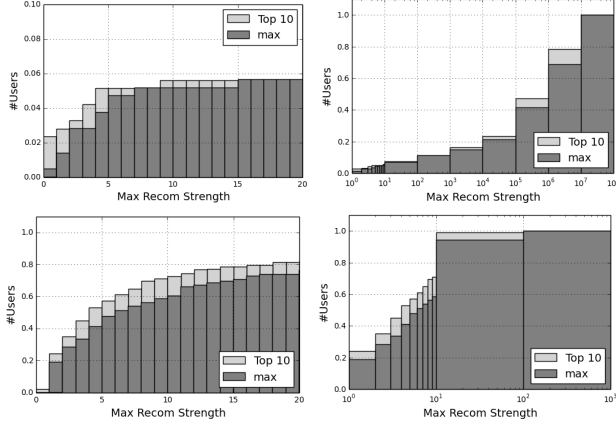 0.10
0.08
0.06
0.04
0.02
0.00
#Users
Top 10
max
0 5 10 15 20
Max Recom Strength
1.0
0.8
0.6
0.4
0.2
0.0
#Users
Top 10
max
10⁰ 10¹ 10² 10³ 10⁴ 10⁵ 10⁶ 10⁷ 10⁸
Max Recom Strength
1.0
0.8
0.6
0.4
0.2
0.0
#Users
Top 10
max
0 5 10 15 20
Max Recom Strength
1.0
0.8
0.6
0.4
0.2
0.0
#Users
Top 10
max
10⁰ 10¹ 10² 10³
Max Recom Strength